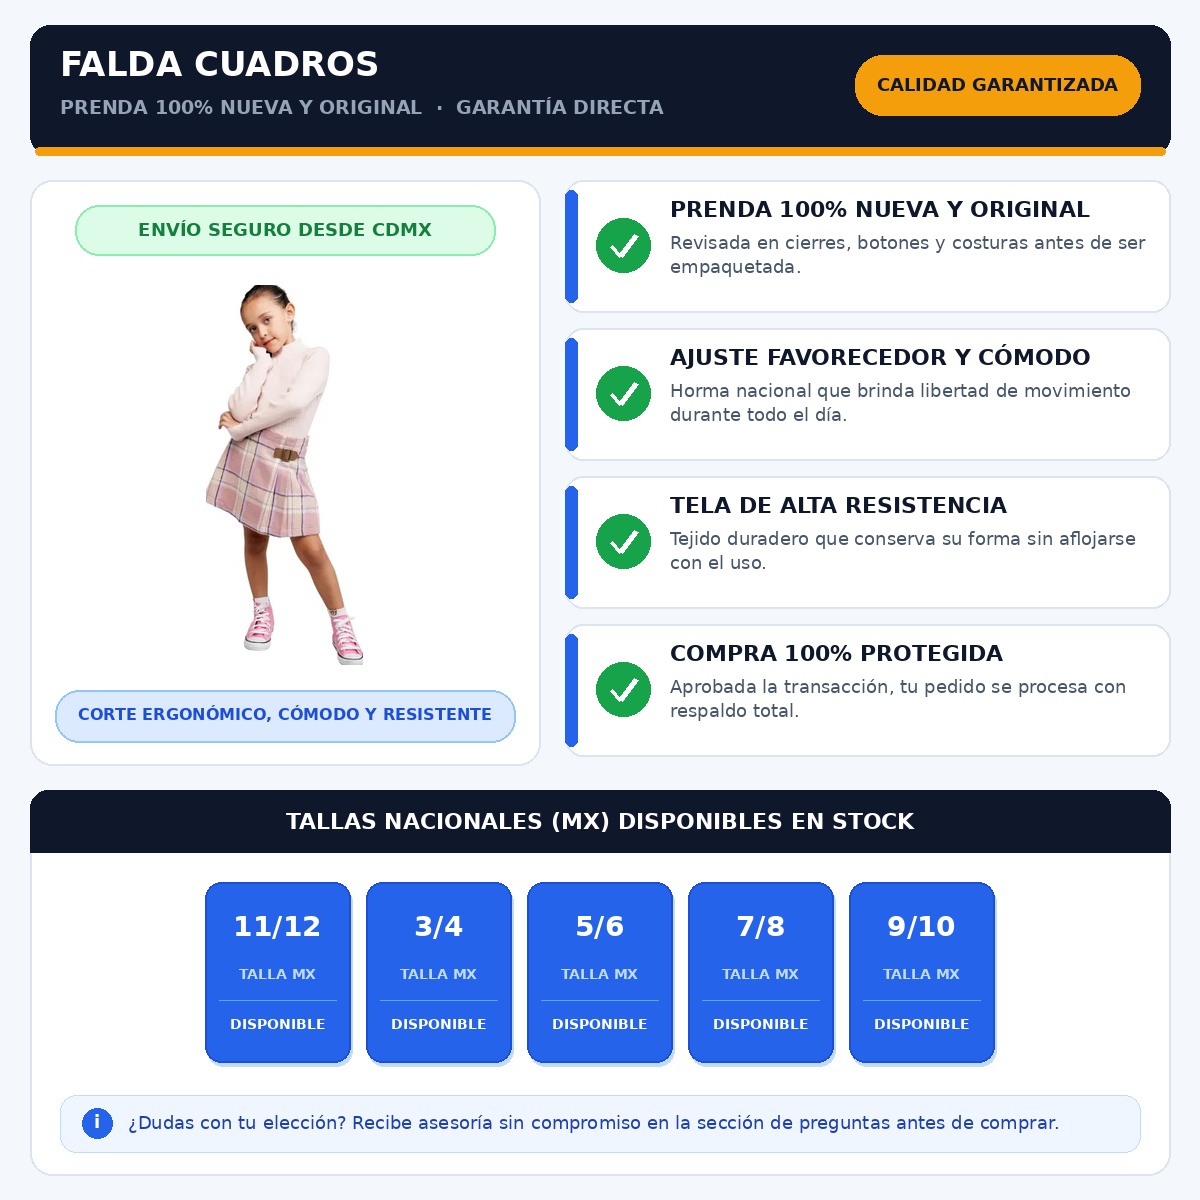 FALDA CUADROS
PRENDA 100% NUEVA Y ORIGINAL · GARANTÍA DIRECTA
CALIDAD GARANTIZADA
ENVÍO SEGURO DESDE CDMX
CORTE ERGONÓMICO, CÓMODO Y RESISTENTE
PRENDA 100% NUEVA Y ORIGINAL
Revisada en cierres, botones y costuras antes de ser
empaquetada.
AJUSTE FAVORECEDOR Y CÓMODO
Horma nacional que brinda libertad de movimiento
durante todo el día.
TELA DE ALTA RESISTENCIA
Tejido duradero que conserva su forma sin aflojarse
con el uso.
COMPRA 100% PROTEGIDA
Aprobada la transacción, tu pedido se procesa con
respaldo total.
TALLAS NACIONALES (MX) DISPONIBLES EN STOCK
11/12
TALLA MX
DISPONIBLE
3/4
TALLA MX
DISPONIBLE
5/6
TALLA MX
DISPONIBLE
7/8
TALLA MX
DISPONIBLE
9/10
TALLA MX
DISPONIBLE
i ¿Dudas con tu elección? Recibe asesoría sin compromiso en la sección de preguntas antes de comprar.